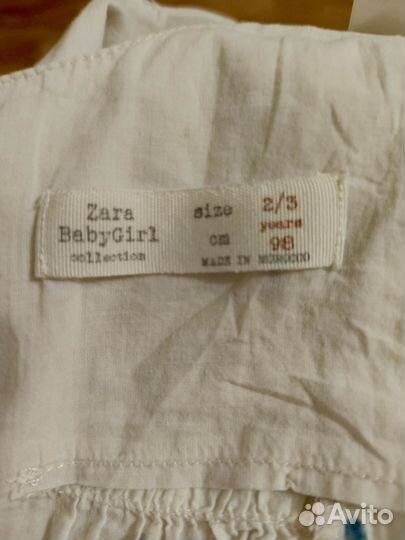 Zara size 2/3
BabyGirl years
collection cm 98
MADE IN MOROCCO
Avito